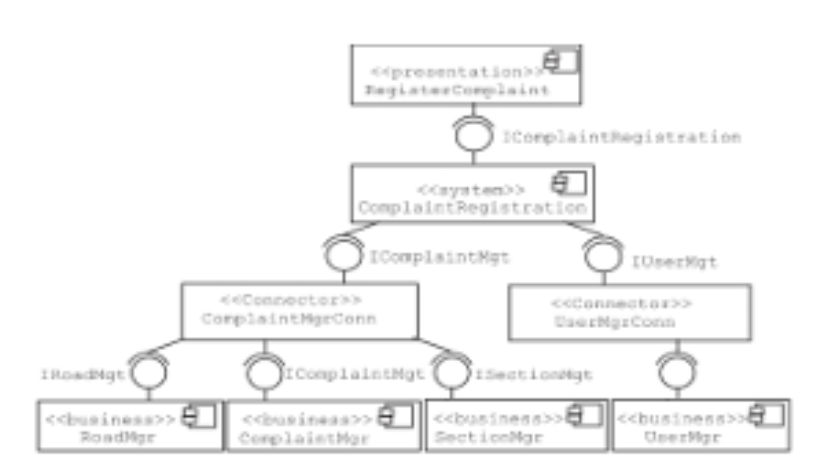 <<presentation>>
RegisterComplaint
IComplaintRegistration
<<system>>
ComplaintRegistration
IComplaintMgt
IUserMgt
<<Connector>>
ComplaintMgrConn
<<Connector>>
UserMgrConn
IRoadMgt
IComplaintMgt
ISectionMgt
<<business>>
RoadMgr
<<business>>
ComplaintMgr
<<business>>
SectionMgr
<<business>>
UserMgr